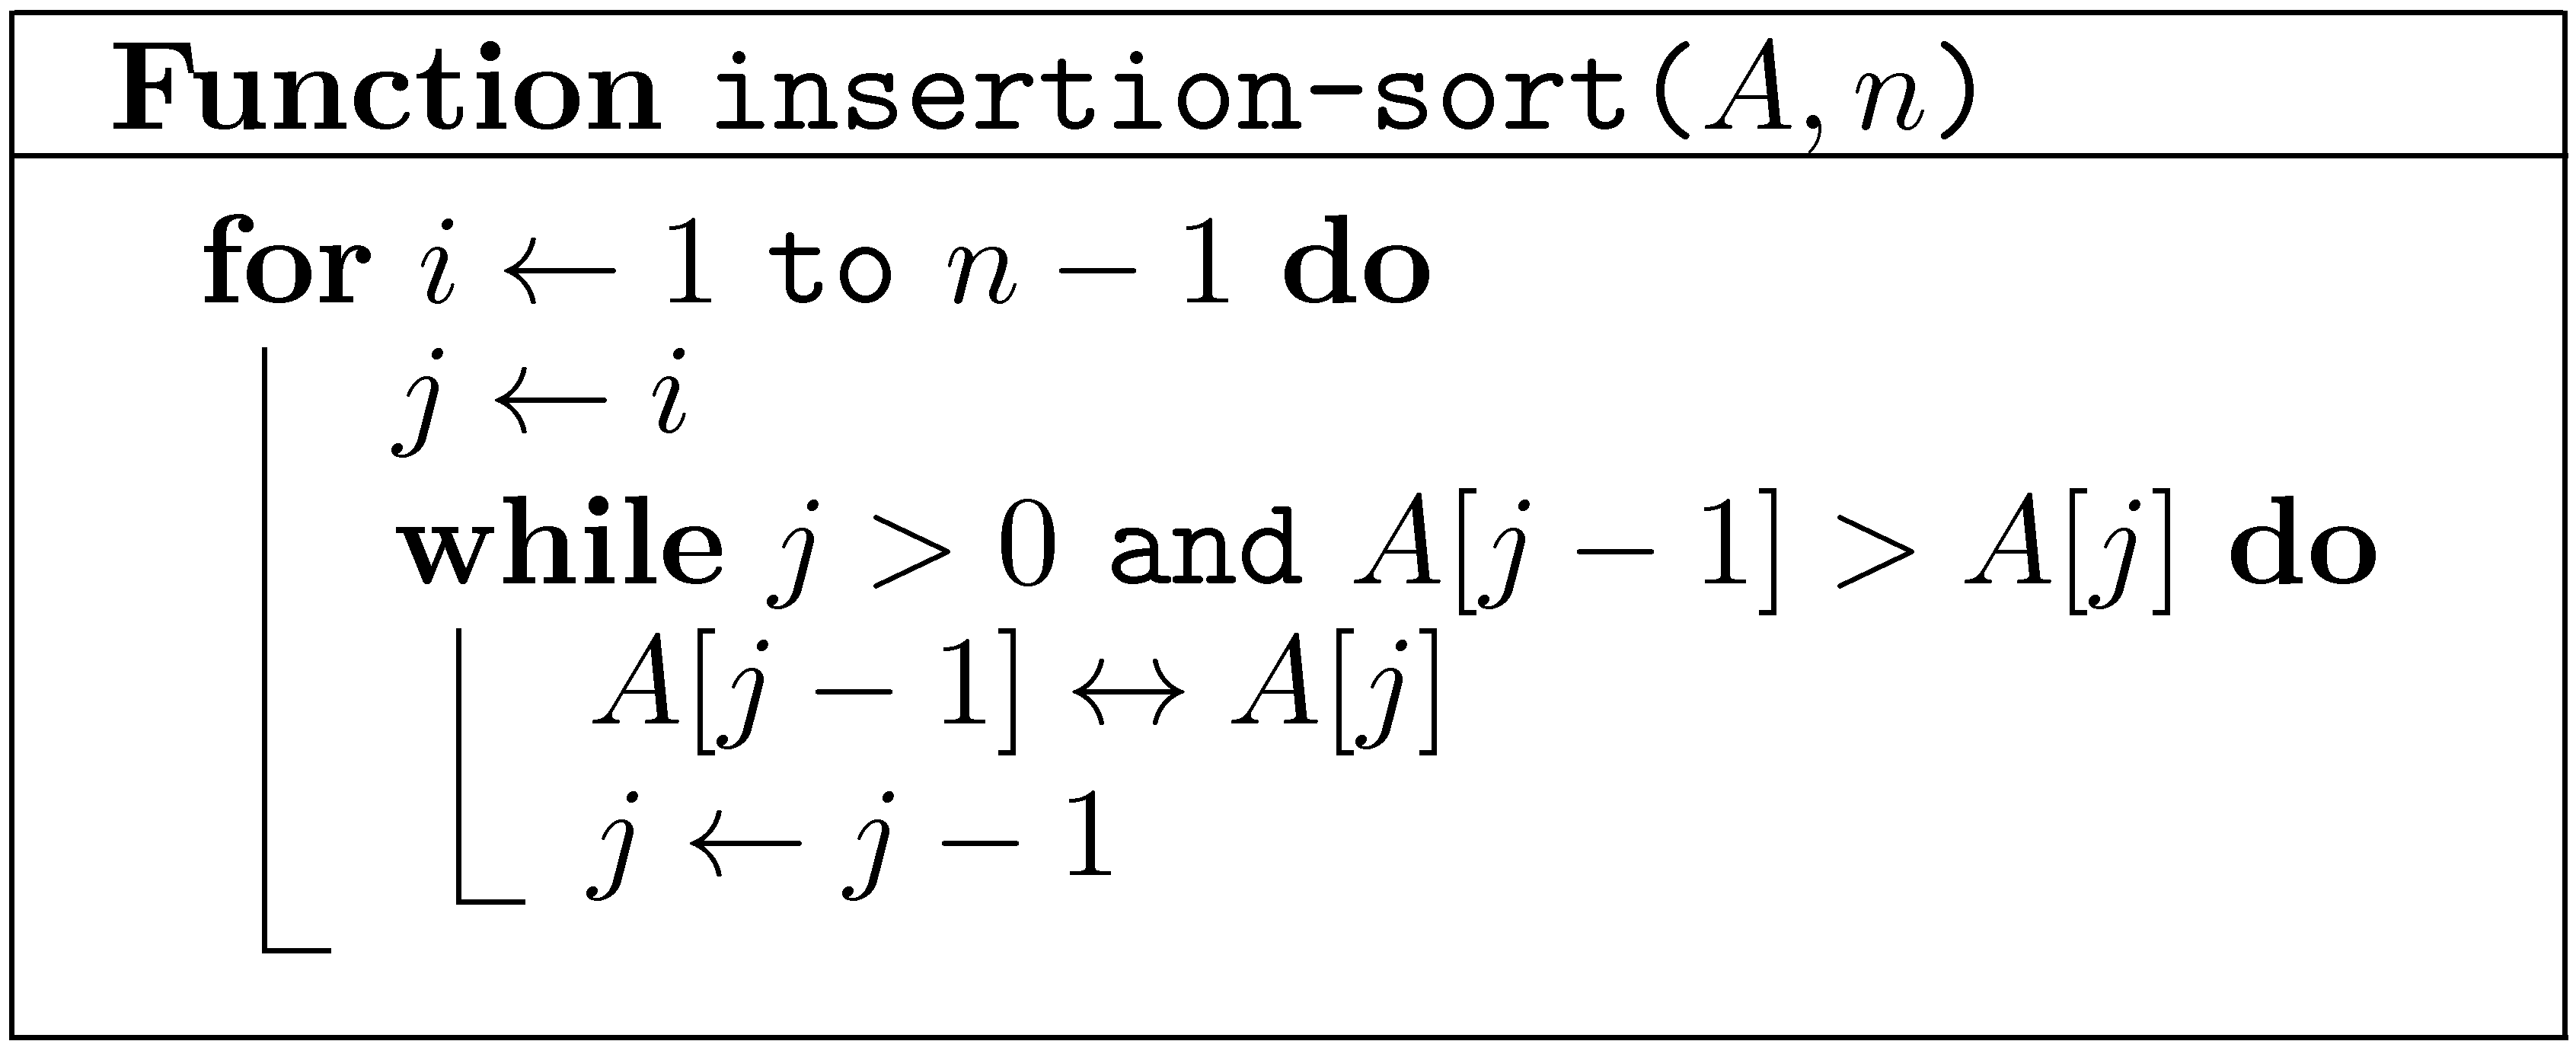 Function insertion-sort(A, n)
for i ← 1 to n − 1 do
j ← i
while j > 0 and A[j − 1] > A[j] do
A[j − 1] ↔ A[j]
j ← j − 1